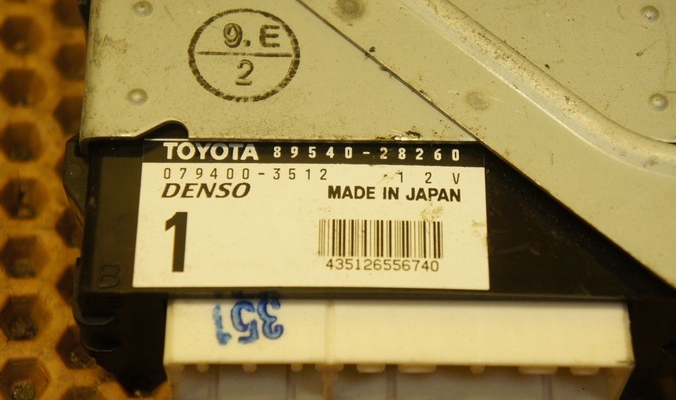 9.E
2
TOYOTA 89540-28260
079400-3512 12V
DENSO MADE IN JAPAN
1
435126556740
351